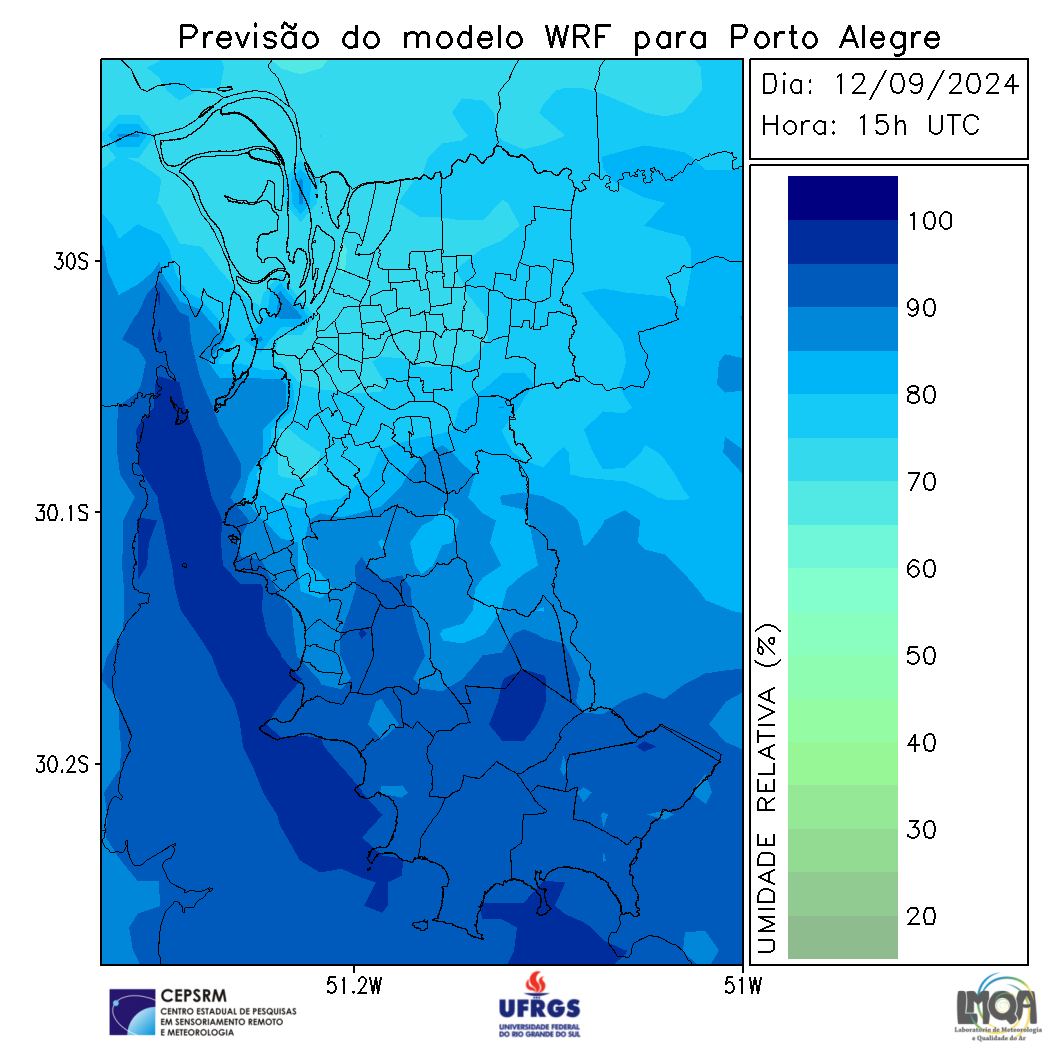 Previsão do modelo WRF para Porto Alegre
Dia: 12/09/2024
Hora: 15h UTC
30S
30.1S
30.2S
51.2W
51W
UMIDADE RELATIVA (%)
100
90
80
70
60
50
40
30
20
CEPSRM
CENTRO ESTADUAL DE PESQUISAS
EM SENSORIAMENTO REMOTO
E METEOROLOGIA
UFRGS
UNIVERSIDADE FEDERAL
DO RIO GRANDE DO SUL
LMQA
Laboratório de Meteorologia
e Qualidade do Ar